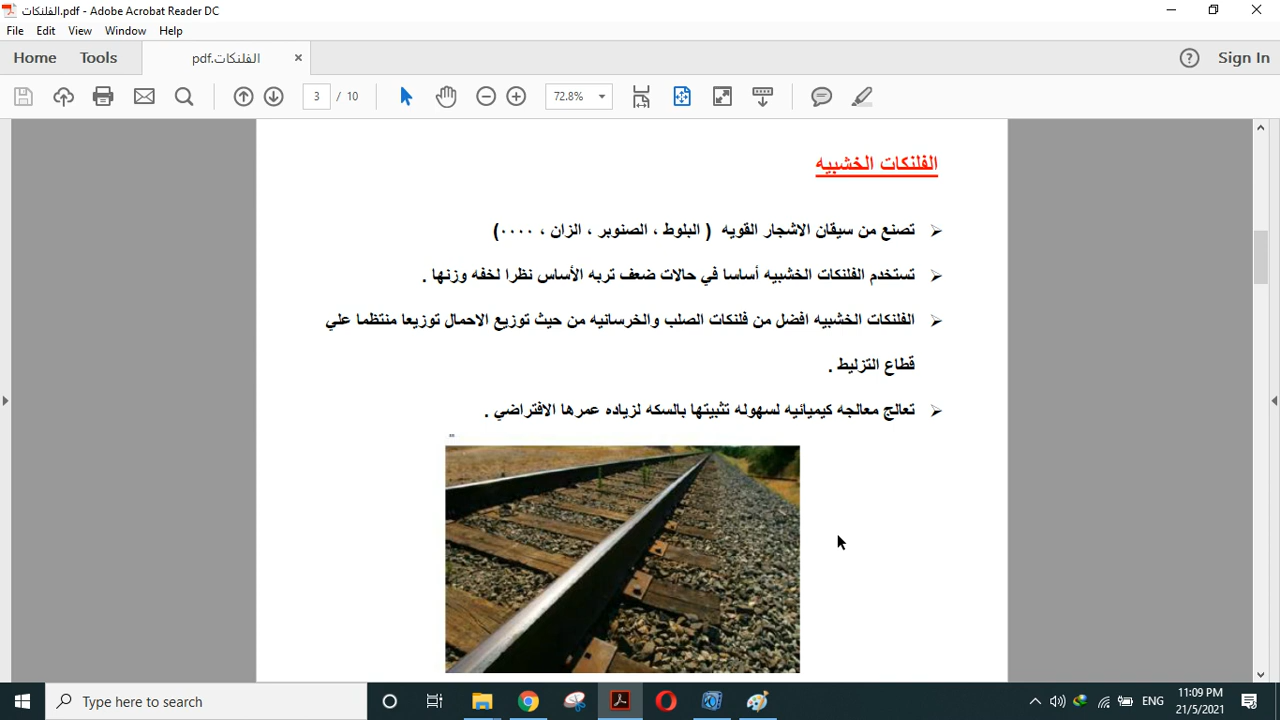 الفلنكات.pdf - Adobe Acrobat Reader DC
File Edit View Window Help
Home Tools الفلنكات.pdf × Sign In
3 / 10 72.8%
الفلنكات الخشبيه
تصنع من سيقان الاشجار القويه ( البلوط ، الصنوبر ، الزان ، ٠٠٠٠)
تستخدم الفلنكات الخشبيه أساسا في حالات ضعف تربه الأساس نظرا لخفه وزنها .
الفلنكات الخشبيه افضل من فلنكات الصلب والخرسانيه من حيث توزيع الاحمال توزيعا منتظما علي
قطاع التزليط .
تعالج معالجه كيميائيه لسهوله تثبيتها بالسكه لزياده عمرها الافتراضي .
Type here to search
ENG 11:09 PM
21/5/2021